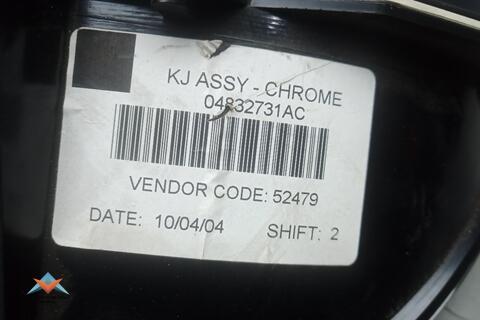 KJ ASSY - CHROME
04832731AC
VENDOR CODE: 52479
DATE: 10/04/04 SHIFT: 2